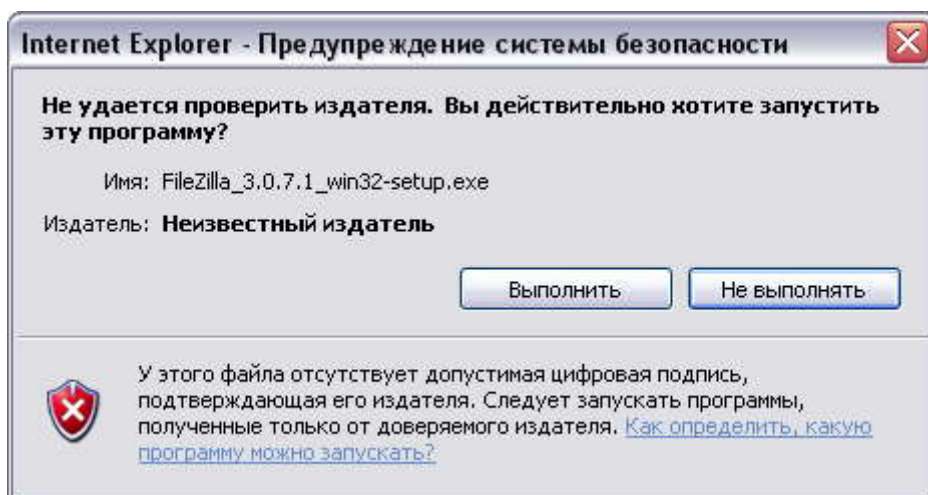 Internet Explorer - Предупреждение системы безопасности
Не удается проверить издателя. Вы действительно хотите запустить
эту программу?
Имя: FileZilla_3.0.7.1_win32-setup.exe
Издатель: Неизвестный издатель
Выполнить Не выполнять
У этого файла отсутствует допустимая цифровая подпись,
подтверждающая его издателя. Следует запускать программы,
полученные только от доверяемого издателя. Как определить, какую
программу можно запускать?